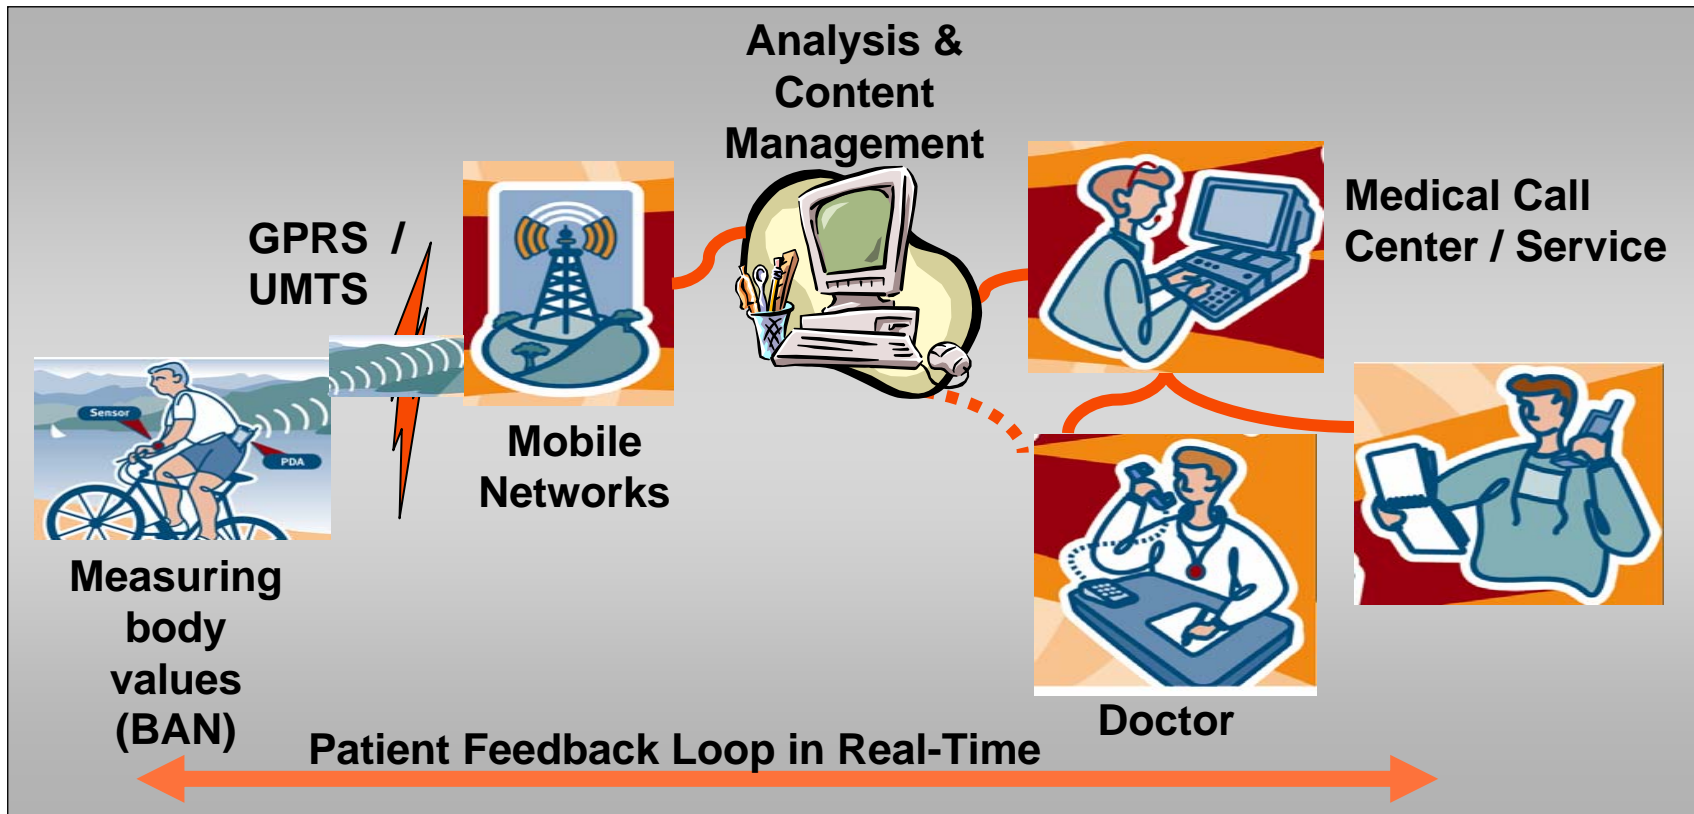 Analysis &
Content
Management
Medical Call
Center / Service
GPRS /
UMTS
Sensor
PDA
Mobile
Networks
Measuring
body
values
(BAN)
Doctor
Patient Feedback Loop in Real-Time